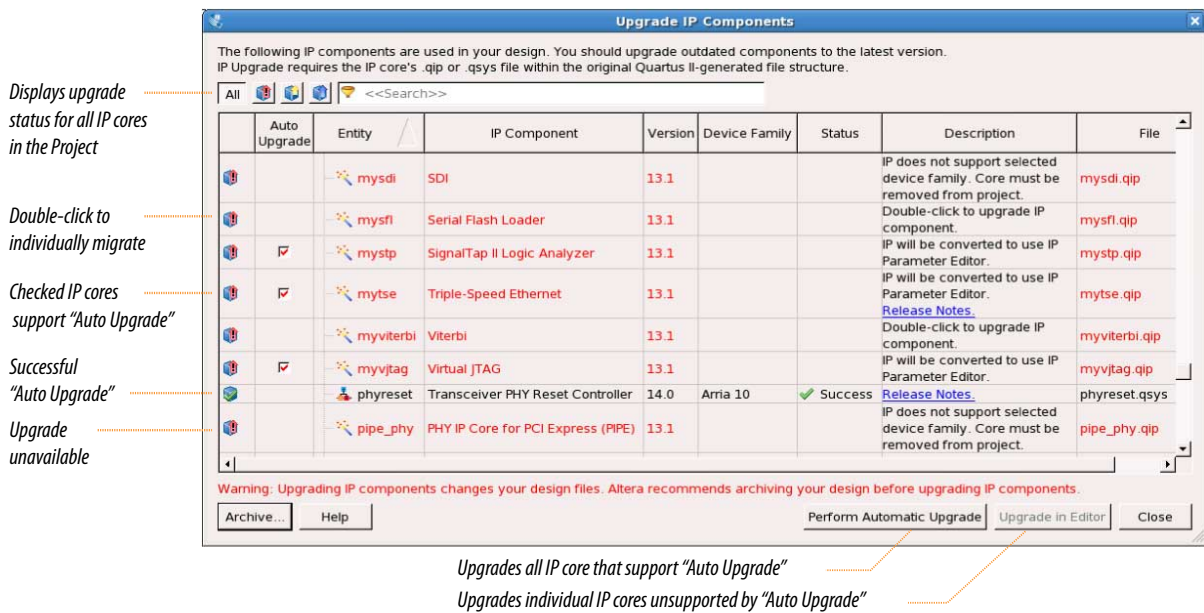 Upgrade IP Components
The following IP components are used in your design. You should upgrade outdated components to the latest version.
IP Upgrade requires the IP core's .qip or .qsys file within the original Quartus II-generated file structure.
Displays upgrade
status for all IP cores
in the Project
All <<Search>>
Auto Upgrade Entity IP Component Version Device Family Status Description File
mysdi SDI 13.1 IP does not support selected device family. Core must be removed from project. mysdi.qip
Double-click to
individually migrate
mysfl Serial Flash Loader 13.1 Double-click to upgrade IP component. mysfl.qip
mystp SignalTap II Logic Analyzer 13.1 IP will be converted to use IP Parameter Editor. mystp.qip
Checked IP cores
support “Auto Upgrade”
mytse Triple-Speed Ethernet 13.1 IP will be converted to use IP Parameter Editor. Release Notes. mytse.qip
myviterbi Viterbi 13.1 Double-click to upgrade IP component. myviterbi.qip
Successful
“Auto Upgrade”
myvjtag Virtual JTAG 13.1 IP will be converted to use IP Parameter Editor. myvjtag.qip
phyreset Transceiver PHY Reset Controller 14.0 Arria 10 Success Release Notes. phyreset.qsys
Upgrade
unavailable
pipe_phy PHY IP Core for PCI Express (PIPE) 13.1 IP does not support selected device family. Core must be removed from project. pipe_phy.qip
Warning: Upgrading IP components changes your design files. Altera recommends archiving your design before upgrading IP components.
Archive... Help Perform Automatic Upgrade Upgrade in Editor Close
Upgrades all IP core that support “Auto Upgrade”
Upgrades individual IP cores unsupported by “Auto Upgrade”